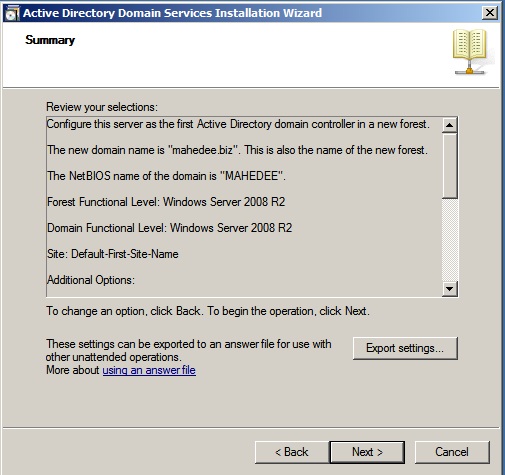 Active Directory Domain Services Installation Wizard
Summary
Review your selections:
Configure this server as the first Active Directory domain controller in a new forest.
The new domain name is "mahedee.biz". This is also the name of the new forest.
The NetBIOS name of the domain is "MAHEDEE".
Forest Functional Level: Windows Server 2008 R2
Domain Functional Level: Windows Server 2008 R2
Site: Default-First-Site-Name
Additional Options:
To change an option, click Back. To begin the operation, click Next.
These settings can be exported to an answer file for use with
other unattended operations.
More about using an answer file
Export settings...
< Back
Next >
Cancel